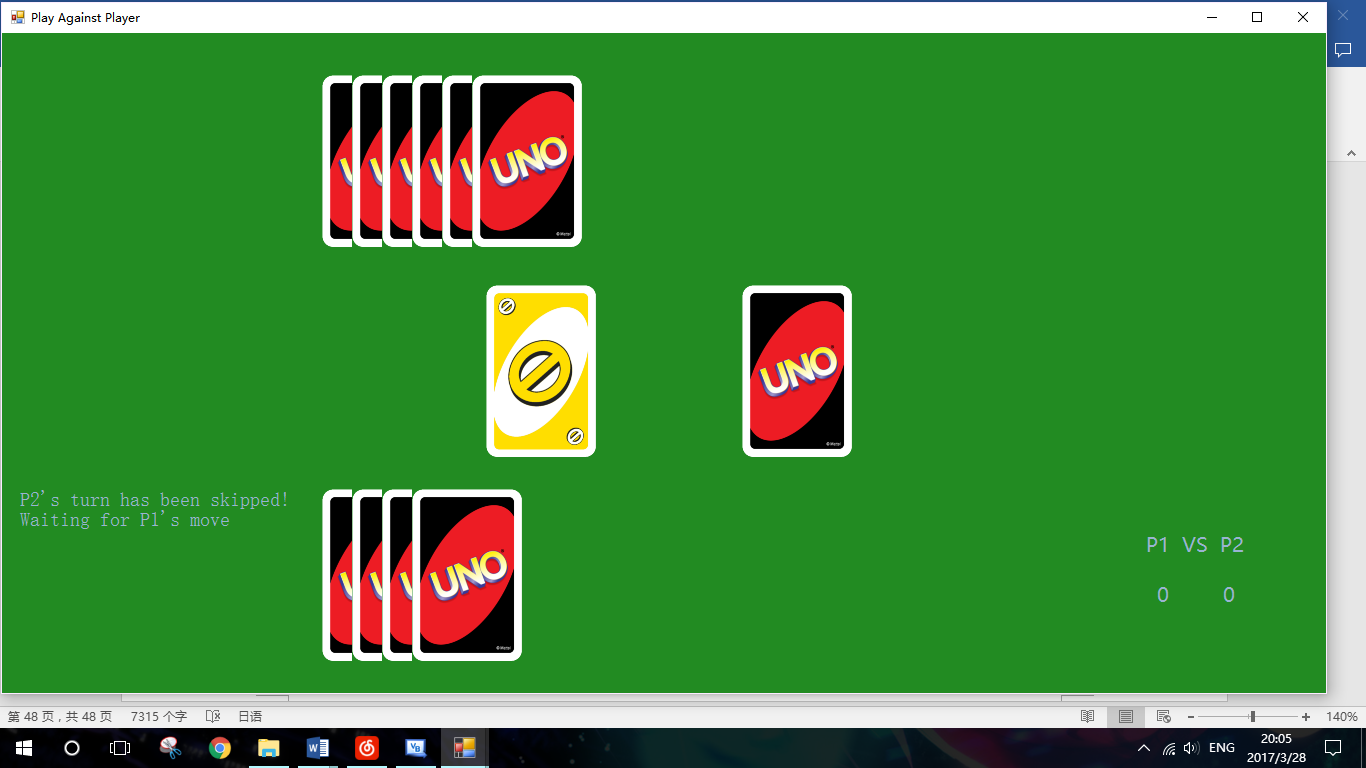 Play Against Player
UNO
UNO
UNO
P2's turn has been skipped!
Waiting for P1's move
UNO
P1 VS P2
0 0
第 48 页，共 48 页 7315 个字 日语 140%
ENG
20:05
2017/3/28